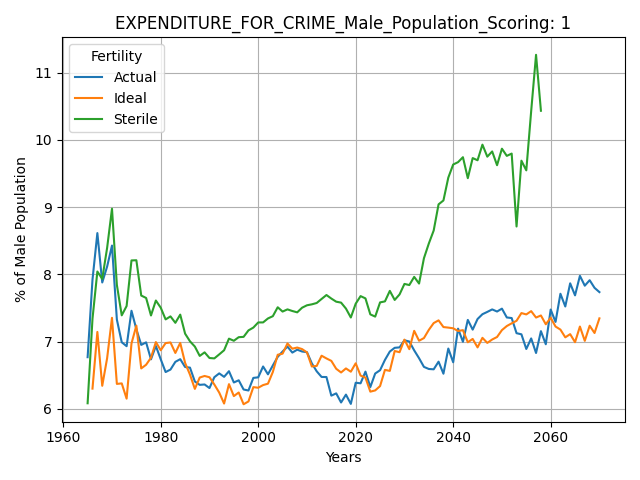 EXPENDITURE_FOR_CRIME_Male_Population_Scoring: 1
Fertility
Actual
Ideal
Sterile
% of Male Population
11
10
9
8
7
6
1960 1980 2000 2020 2040 2060
Years